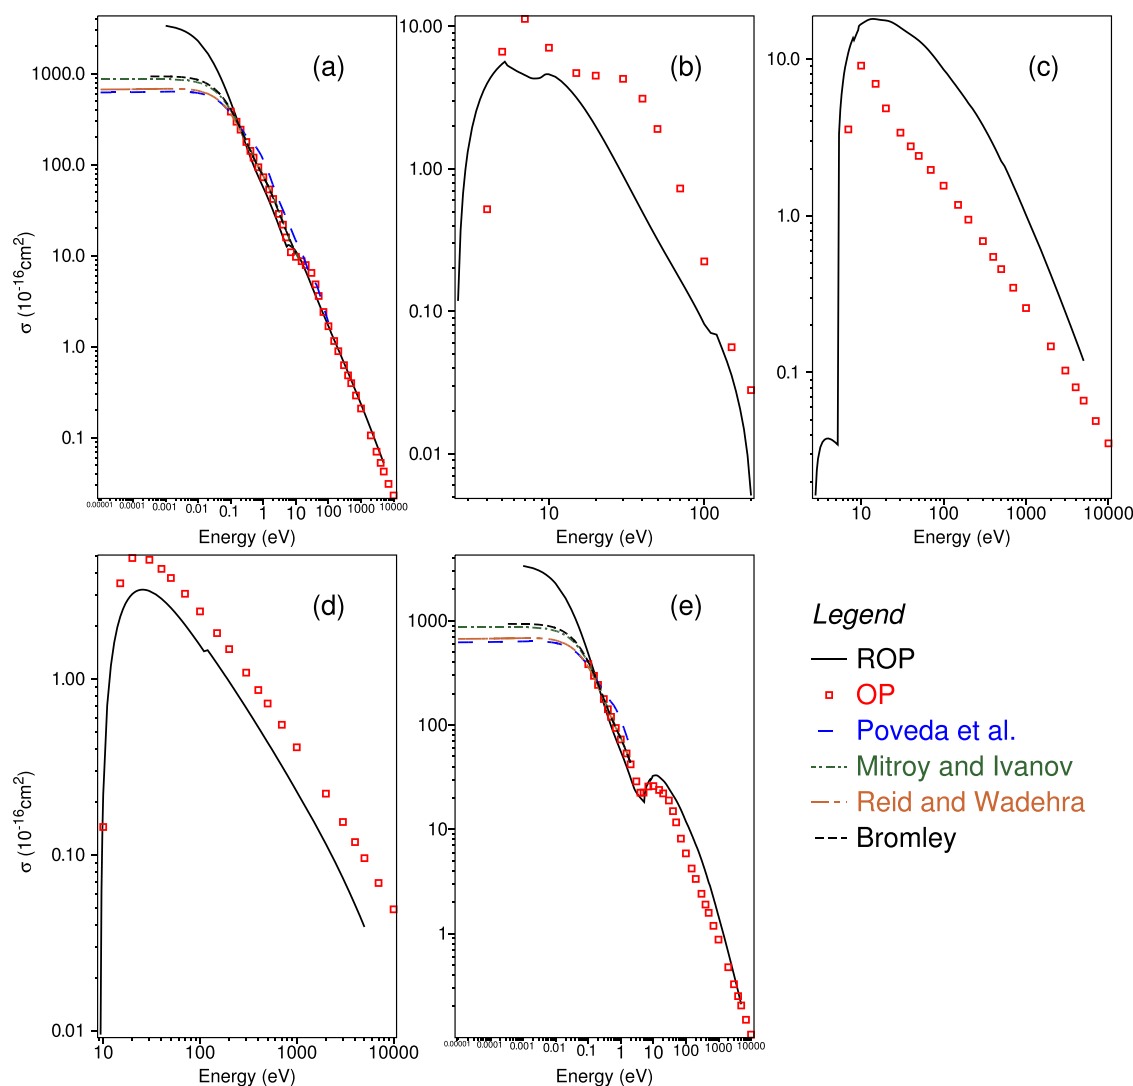 (a)
1000.0
100.0
10.0
1.0
0.1
σ (10⁻¹⁶cm²)
0.00001 0.0001 0.001 0.01 0.1 1 10 100 1000 10000
Energy (eV)
(b)
10.00
1.00
0.10
0.01
10 100
Energy (eV)
(c)
10.0
1.0
0.1
10 100 1000 10000
Energy (eV)
(d)
1.00
0.10
0.01
σ (10⁻¹⁶cm²)
10 100 1000 10000
Energy (eV)
(e)
1000
100
10
1
0.00001 0.0001 0.001 0.01 0.1 1 10 100 1000 10000
Energy (eV)
Legend
ROP
OP
Poveda et al.
Mitroy and Ivanov
Reid and Wadehra
Bromley